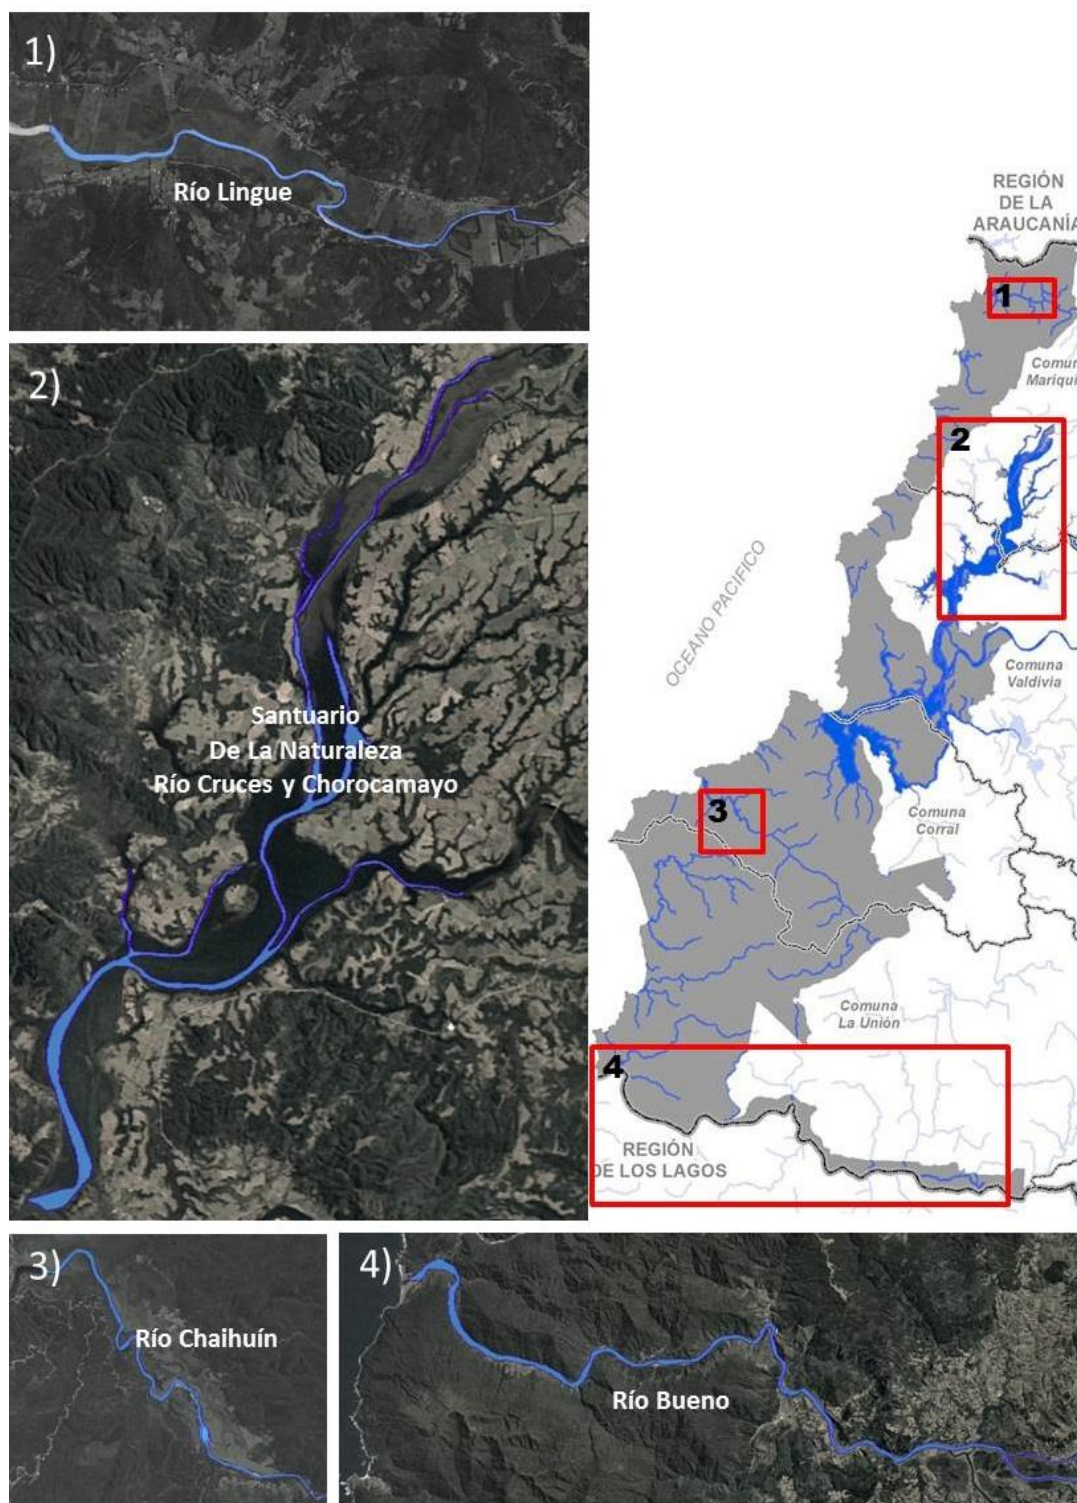 1)
Río Lingue
2)
Santuario
De La Naturaleza
Río Cruces y Chorocamayo
3)
Río Chaihuín
4)
Río Bueno
REGIÓN
DE LA
ARAUCANÍA
1
Comun
Mariqui
2
OCEANO PACIFICO
Comuna
Valdivia
3
Comuna
Corral
Comuna
La Unión
4
REGIÓN
DE LOS LAGOS